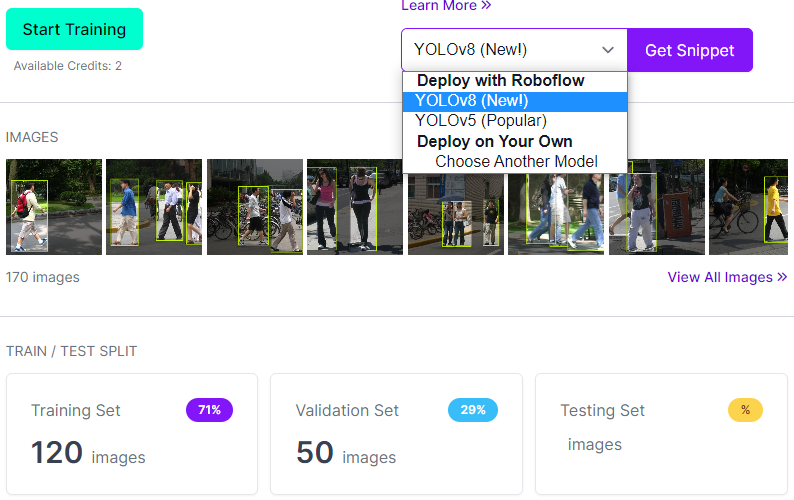 Learn More »
Start Training
Available Credits: 2
YOLOv8 (New!)
Get Snippet
Deploy with Roboflow
YOLOv8 (New!)
YOLOv5 (Popular)
Deploy on Your Own
Choose Another Model
IMAGES
170 images
View All Images »
TRAIN / TEST SPLIT
Training Set 71%
120 images
Validation Set 29%
50 images
Testing Set %
images